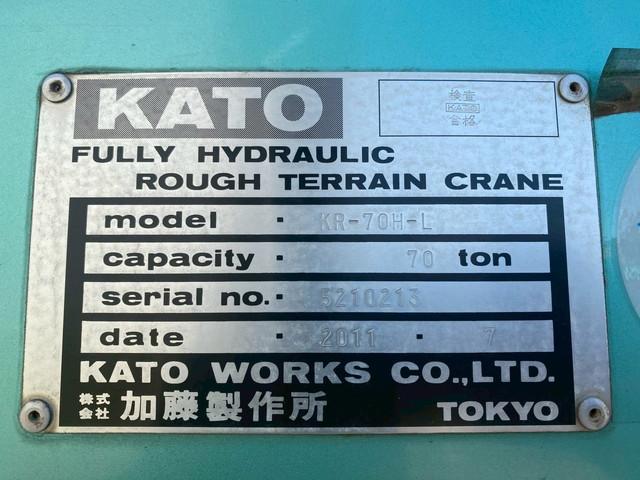 KATO
検査
KATO
合格
FULLY HYDRAULIC
ROUGH TERRAIN CRANE
model · KR-70H-L
capacity · 70 ton
serial no. · 5210213
date · 2011 · 7
KATO WORKS CO.,LTD.
株式会社 加藤製作所 TOKYO